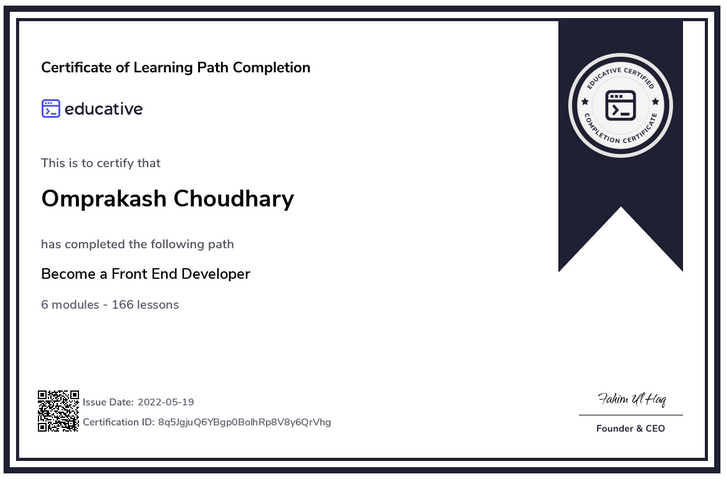 Certificate of Learning Path Completion
educative
EDUCATIVE CERTIFIED
COMPLETION CERTIFICATE
This is to certify that
Omprakash Choudhary
has completed the following path
Become a Front End Developer
6 modules - 166 lessons
Issue Date: 2022-05-19
Certification ID: 8q5JgjuQ6YBgp0BolhRp8V8y6QrVhg
Fahim Ul Haq
Founder & CEO